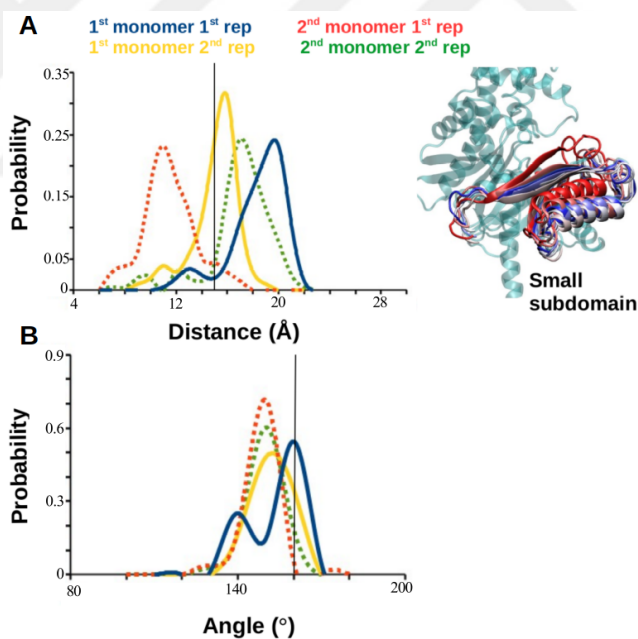 A
1st monomer 1st rep
2nd monomer 1st rep
1st monomer 2nd rep
2nd monomer 2nd rep
Probability
0.35
0.25
0.15
0.05
0
4
12
20
28
Distance (Å)
Small
subdomain
B
Probability
0.9
0.6
0.3
0
80
140
200
Angle (°)